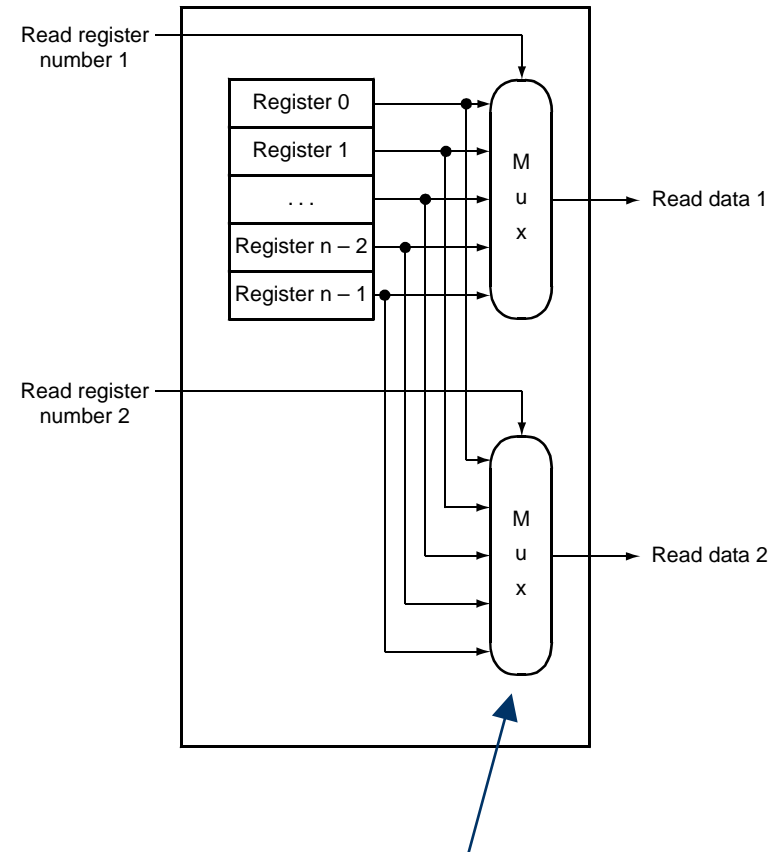 Read register
number 1
Register 0
Register 1
. . .
Register n – 2
Register n – 1
M
u
x
Read data 1
Read register
number 2
M
u
x
Read data 2